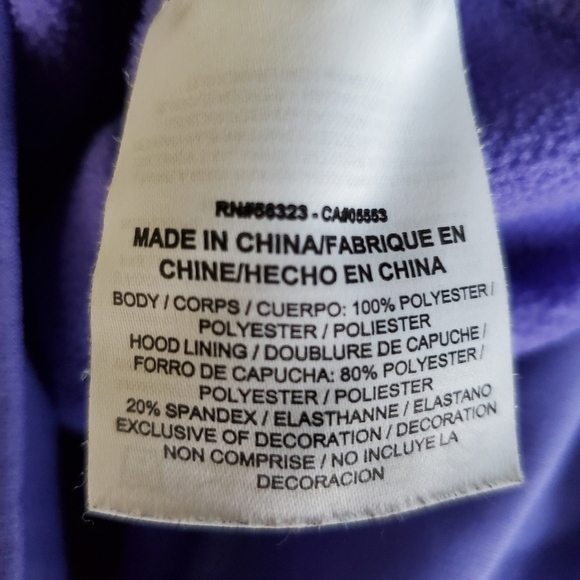 RN#56323 - CA#05553
MADE IN CHINA/FABRIQUE EN
CHINE/HECHO EN CHINA
BODY / CORPS / CUERPO: 100% POLYESTER /
POLYESTER / POLIESTER
HOOD LINING / DOUBLURE DE CAPUCHE /
FORRO DE CAPUCHA: 80% POLYESTER /
POLYESTER / POLIESTER
20% SPANDEX / ELASTHANNE / ELASTANO
EXCLUSIVE OF DECORATION / DECORATION
NON COMPRISE / NO INCLUYE LA
DECORACION